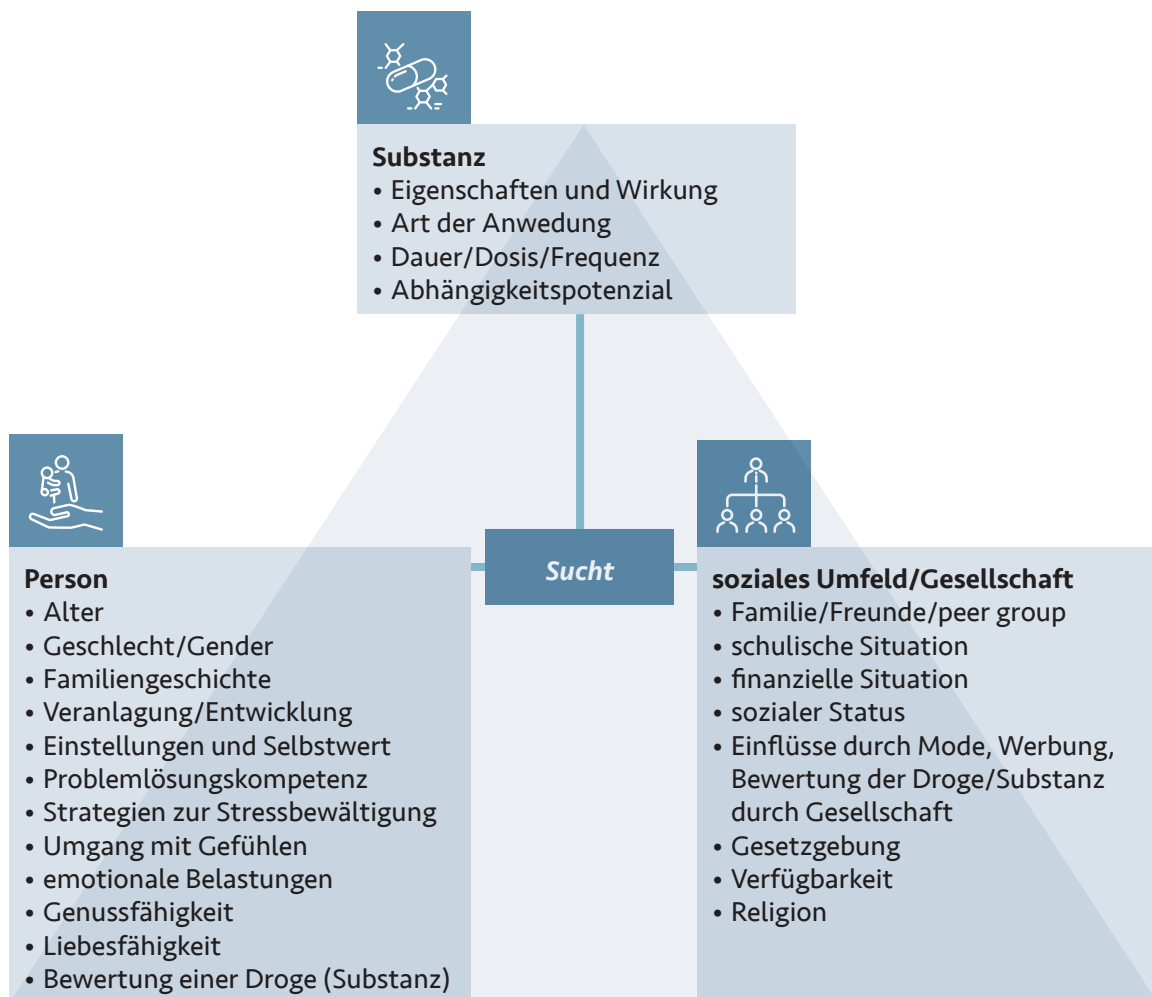 Substanz
• Eigenschaften und Wirkung
• Art der Anwedung
• Dauer/Dosis/Frequenz
• Abhängigkeitspotenzial
Sucht
Person
• Alter
• Geschlecht/Gender
• Familiengeschichte
• Veranlagung/Entwicklung
• Einstellungen und Selbstwert
• Problemlösungskompetenz
• Strategien zur Stressbewältigung
• Umgang mit Gefühlen
• emotionale Belastungen
• Genussfähigkeit
• Liebesfähigkeit
• Bewertung einer Droge (Substanz)
soziales Umfeld/Gesellschaft
• Familie/Freunde/peer group
• schulische Situation
• finanzielle Situation
• sozialer Status
• Einflüsse durch Mode, Werbung,
Bewertung der Droge/Substanz
durch Gesellschaft
• Gesetzgebung
• Verfügbarkeit
• Religion